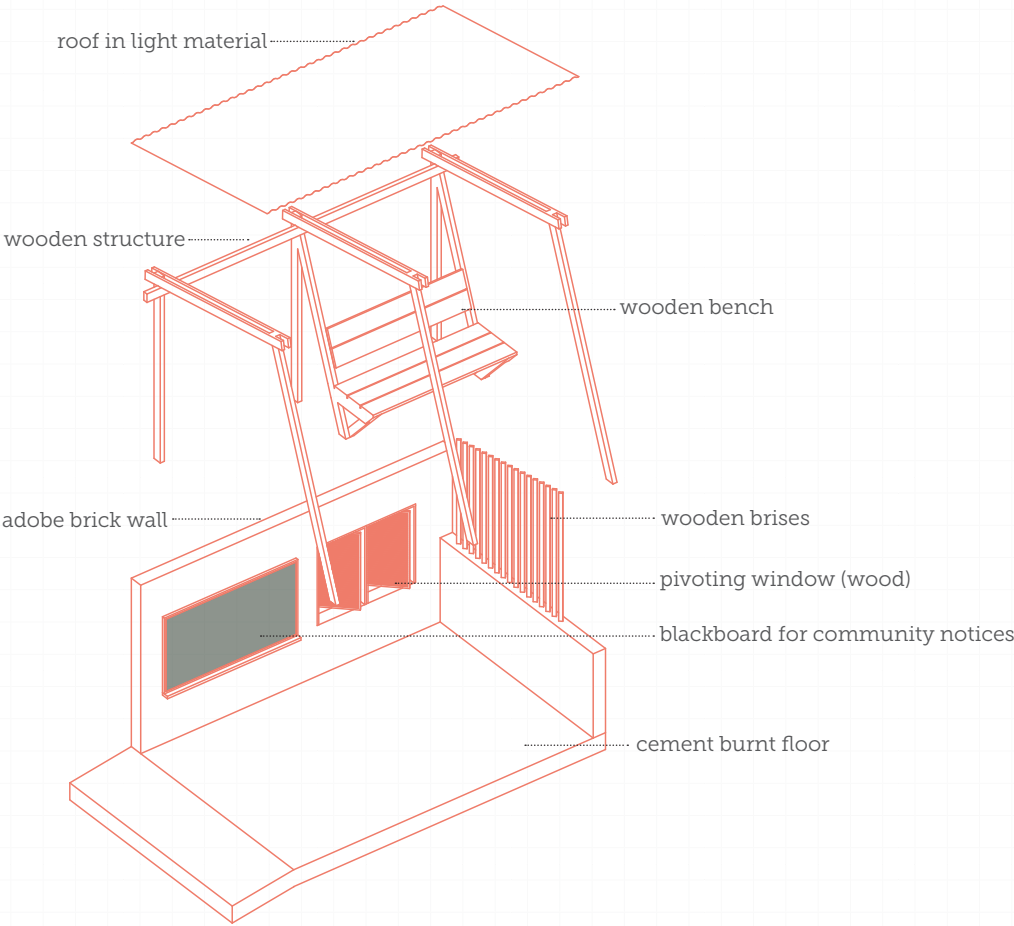 roof in light material
wooden structure
wooden bench
adobe brick wall
wooden brises
pivoting window (wood)
blackboard for community notices
cement burnt floor